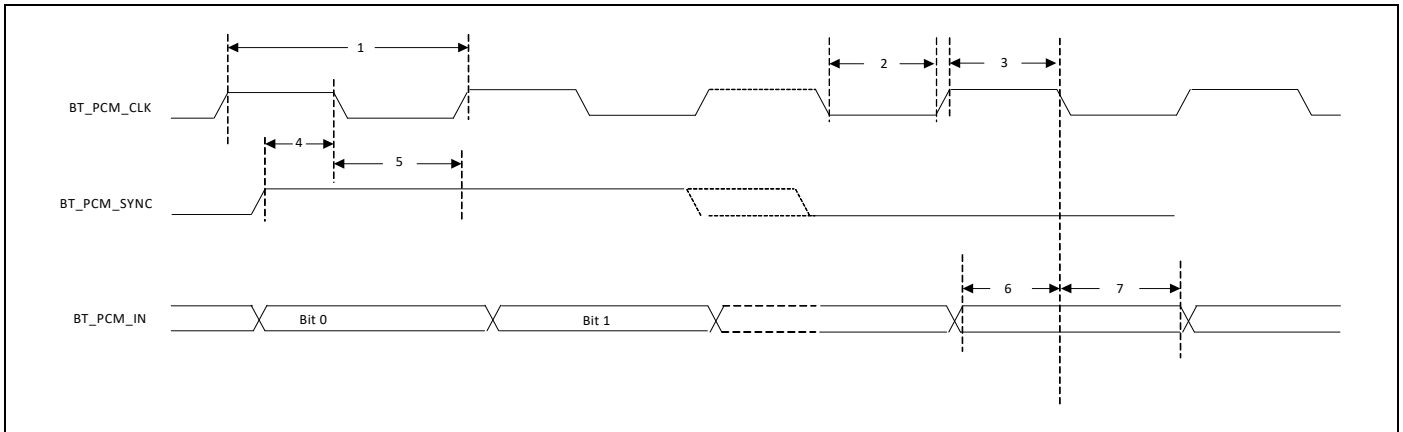 1
2
3
BT_PCM_CLK
4
5
BT_PCM_SYNC
6
7
BT_PCM_IN
Bit 0
Bit 1